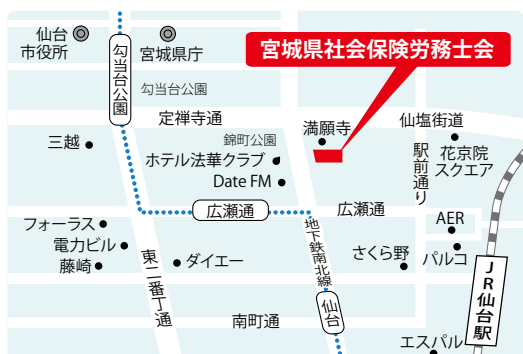 仙台
市役所
宮城県庁
宮城県社会保険労務士会
勾当台公園
勾当台公園
定禅寺通
仙塩街道
満願寺
錦町公園
三越
ホテル法華クラブ
Date FM
駅前通り
花京院
スクエア
広瀬通
広瀬通
フォーラス
電力ビル
藤崎
東二番丁通
ダイエー
地下鉄南北線
さくら野
AER
パルコ
JR仙台駅
仙台
南町通
エスパル